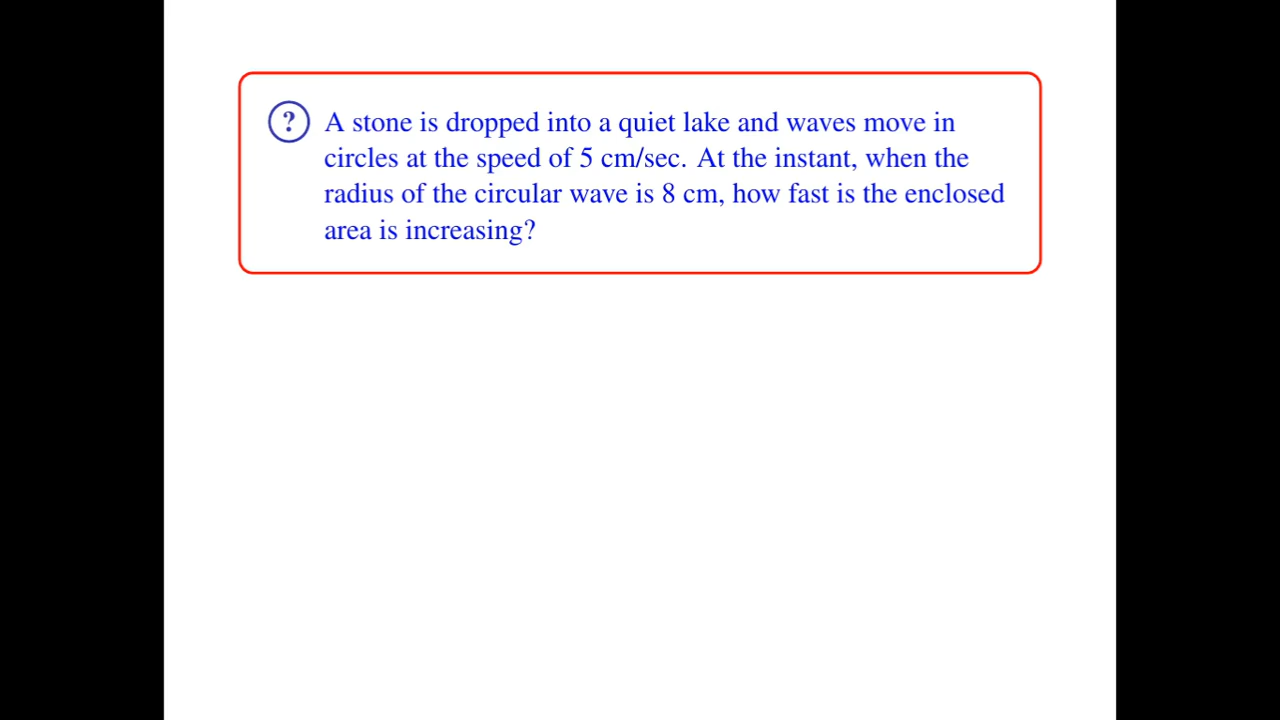 ? A stone is dropped into a quiet lake and waves move in
circles at the speed of 5 cm/sec. At the instant, when the
radius of the circular wave is 8 cm, how fast is the enclosed
area is increasing?